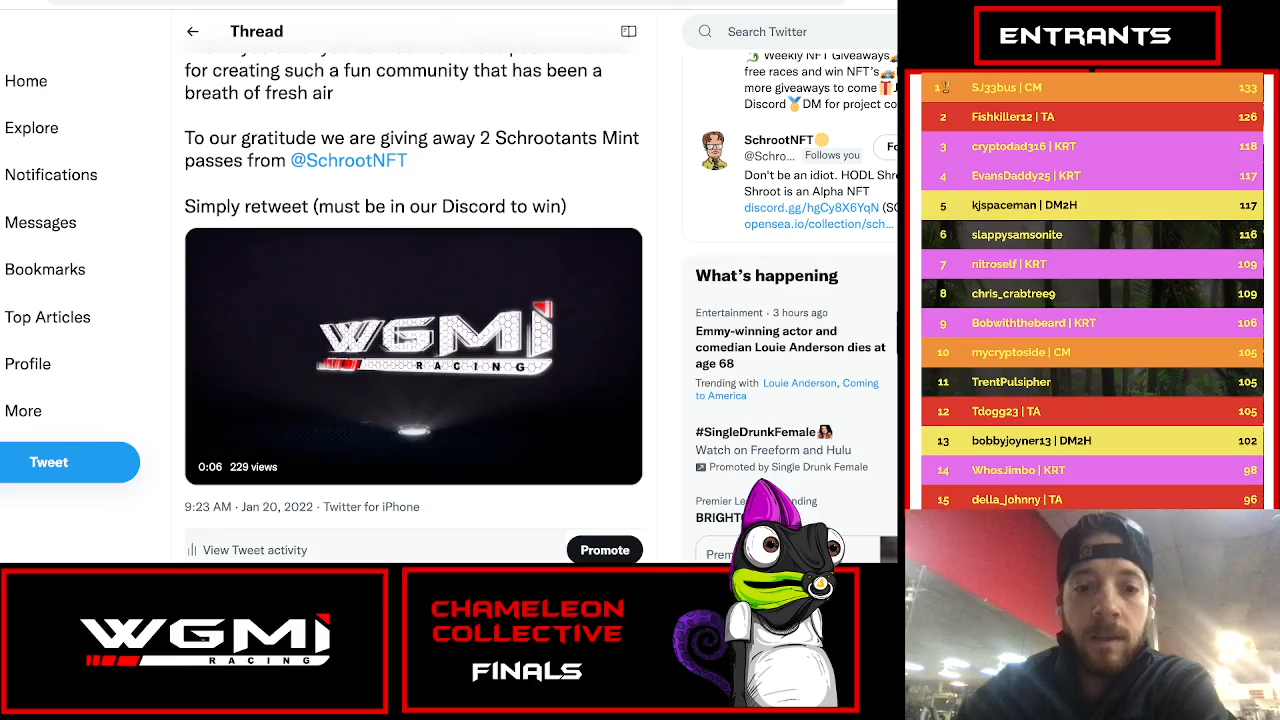 Thread
Search Twitter
Home
Explore
Notifications
Messages
Bookmarks
Top Articles
Profile
More
Tweet
for creating such a fun community that has been a
breath of fresh air
To our gratitude we are giving away 2 Schrootants Mint
passes from @SchrootNFT
Simply retweet (must be in our Discord to win)
WGMi
RACING
0:06 229 views
9:23 AM · Jan 20, 2022 · Twitter for iPhone
View Tweet activity
Promote
Weekly NFT Giveaways
free races and win NFT's
more giveaways to come
Discord DM for project co
SchrootNFT
@Schro... Follows you
Don't be an idiot. HODL Shr
Shroot is an Alpha NFT
discord.gg/hgCy8X6YqN (SC
opensea.io/collection/sch...
What's happening
Entertainment · 3 hours ago
Emmy-winning actor and
comedian Louie Anderson dies at
age 68
Trending with Louie Anderson, Coming
to America
#SingleDrunkFemale
Watch on Freeform and Hulu
Promoted by Single Drunk Female
Premier Le
nding
BRIGHT
Prem
ENTRANTS
1 SJ33bus | CM 133
2 Fishkiller12 | TA 126
3 cryptodad316 | KRT 118
4 EvansDaddy25 | KRT 117
5 kjspaceman | DM2H 117
6 slappysamsonite 116
7 nitroself | KRT 109
8 chris_crabtree9 109
9 Bobwiththebeard | KRT 106
10 mycryptoside | CM 105
11 TrentPulsipher 105
12 Tdogg23 | TA 105
13 bobbyjoyner13 | DM2H 102
14 WhosJimbo | KRT 98
15 della_johnny | TA 96
WGMi
RACING
CHAMELEON
COLLECTIVE
FINALS